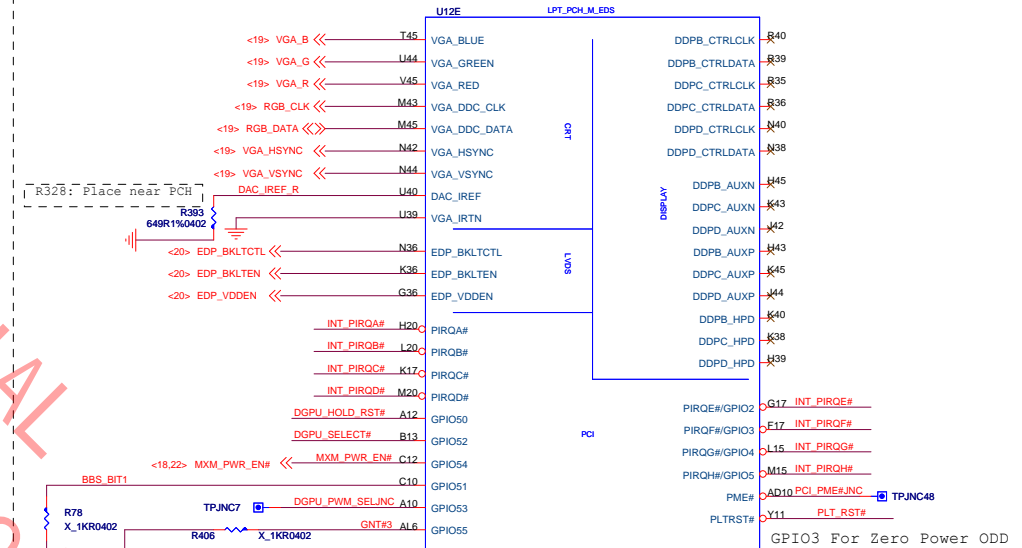 U12E LPT_PCH_M_EDS
<19> VGA_B T45 VGA_BLUE DDPB_CTRLCLK R40
<19> VGA_G U44 VGA_GREEN DDPB_CTRLDATA R39
<19> VGA_R V45 VGA_RED DDPC_CTRLCLK R35
<19> RGB_CLK M43 VGA_DDC_CLK DDPC_CTRLDATA R36
<19> RGB_DATA M45 VGA_DDC_DATA CRT DDPD_CTRLCLK N40
<19> VGA_HSYNC N42 VGA_HSYNC DDPD_CTRLDATA N38
<19> VGA_VSYNC N44 VGA_VSYNC
DDPB_AUXN H45
R328: Place near PCH DAC_IREF_R U40 DAC_IREF DISPLAY DDPC_AUXN K43
R393 U39 VGA_IRTN DDPD_AUXN J42
649R1%0402
<20> EDP_BKLTCTL N36 EDP_BKLTCTL DDPB_AUXP H43
<20> EDP_BKLTEN K36 EDP_BKLTEN LVDS DDPC_AUXP K45
<20> EDP_VDDEN G36 EDP_VDDEN DDPD_AUXP J44
DDPB_HPD K40
INT_PIRQA# H20 PIRQA#
DDPC_HPD K38
INT_PIRQB# L20 PIRQB#
DDPD_HPD H39
INT_PIRQC# K17 PIRQC#
INT_PIRQD# M20 PIRQD#
DGPU_HOLD_RST# A12 GPIO50 PIRQE#/GPIO2 G17 INT_PIRQE#
DGPU_SELECT# B13 GPIO52 PCI PIRQF#/GPIO3 F17 INT_PIRQF#
<18,22> MXM_PWR_EN# MXM_PWR_EN# C12 GPIO54 PIRQG#/GPIO4 L15 INT_PIRQG#
BBS_BIT1 C10 GPIO51 PIRQH#/GPIO5 M15 INT_PIRQH#
TPJNC7 DGPU_PWM_SELJNC A10 GPIO53 PME# AD10 PCI_PME#JNC TPJNC48
R78
X_1KR0402
R406 X_1KR0402 GNT#3 AL6 GPIO55 PLTRST# Y11 PLT_RST#
GPIO3 For Zero Power ODD